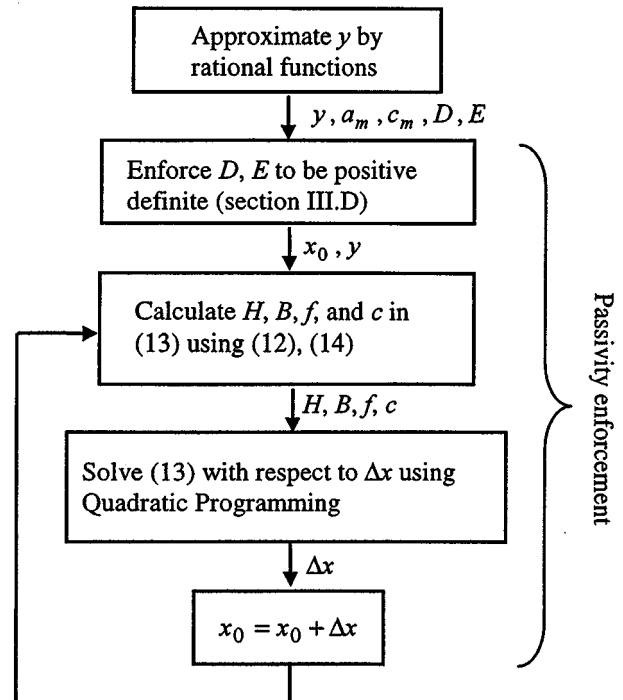 Approximate y by
rational functions
y , a_m , c_m , D , E
Enforce D, E to be positive
definite (section III.D)
x_0 , y
Calculate H, B, f, and c in
(13) using (12), (14)
H, B, f, c
Solve (13) with respect to Δx using
Quadratic Programming
Δx
x_0 = x_0 + Δx
Passivity enforcement